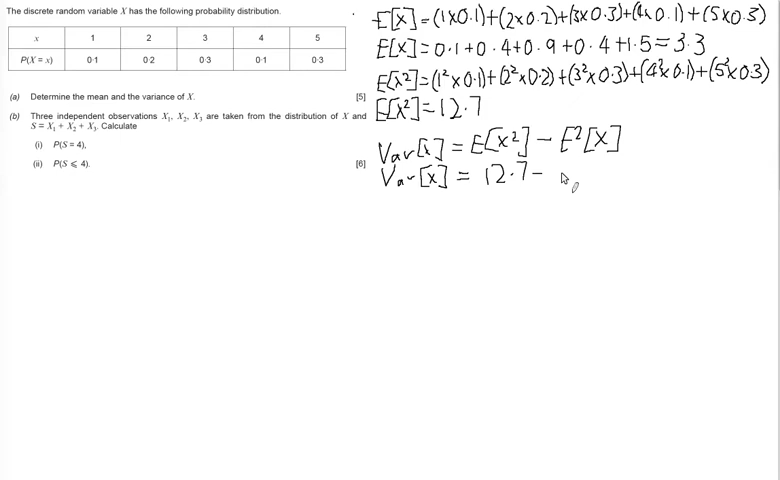 The discrete random variable X has the following probability distribution.
x 1 2 3 4 5
P(X = x) 0·1 0·2 0·3 0·1 0·3
(a) Determine the mean and the variance of X. [5]
(b) Three independent observations X₁, X₂, X₃ are taken from the distribution of X and
S = X₁ + X₂ + X₃. Calculate
(i) P(S = 4),
(ii) P(S ⩽ 4). [6]
E[X]=(1×0.1)+(2×0.2)+(3×0.3)+(4×0.1)+(5×0.3)
E[X]=0.1+0.4+0.9+0.4+1.5=3.3
E[X²]=(1²×0.1)+(2²×0.2)+(3²×0.3)+(4²×0.1)+(5²×0.3)
E[X²]=12.7
Var[X]=E[X²]-E²[X]
Var[X]=12.7-